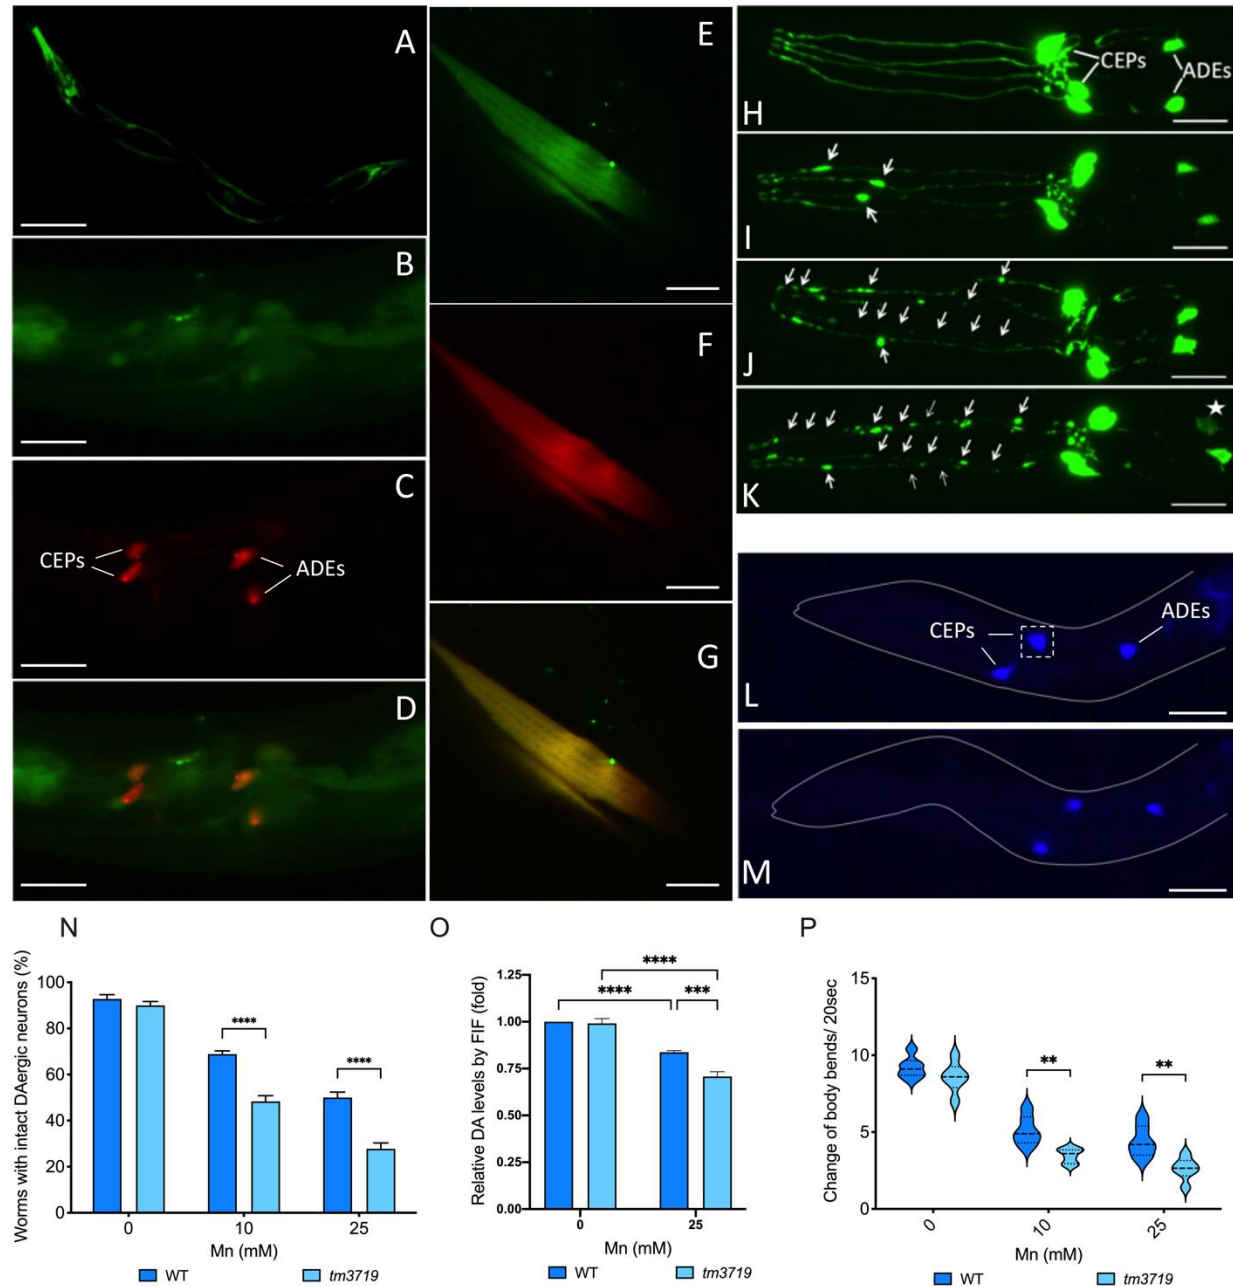 A
B
C
CEPs
ADEs
D
E
F
G
H
CEPs
ADEs
I
J
K
L
CEPs
ADEs
M
N
Worms with intact DAergic neurons (%)
100
80
60
40
20
0
****
****
0
10
25
Mn (mM)
WT
tm3719
O
Relative DA levels by FIF (fold)
1.25
1.00
0.75
0.50
0.25
0.00
****
****
***
0
25
Mn (mM)
WT
tm3719
P
Change of body bends/ 20sec
15
10
5
0
**
**
0
10
25
Mn (mM)
WT
tm3719